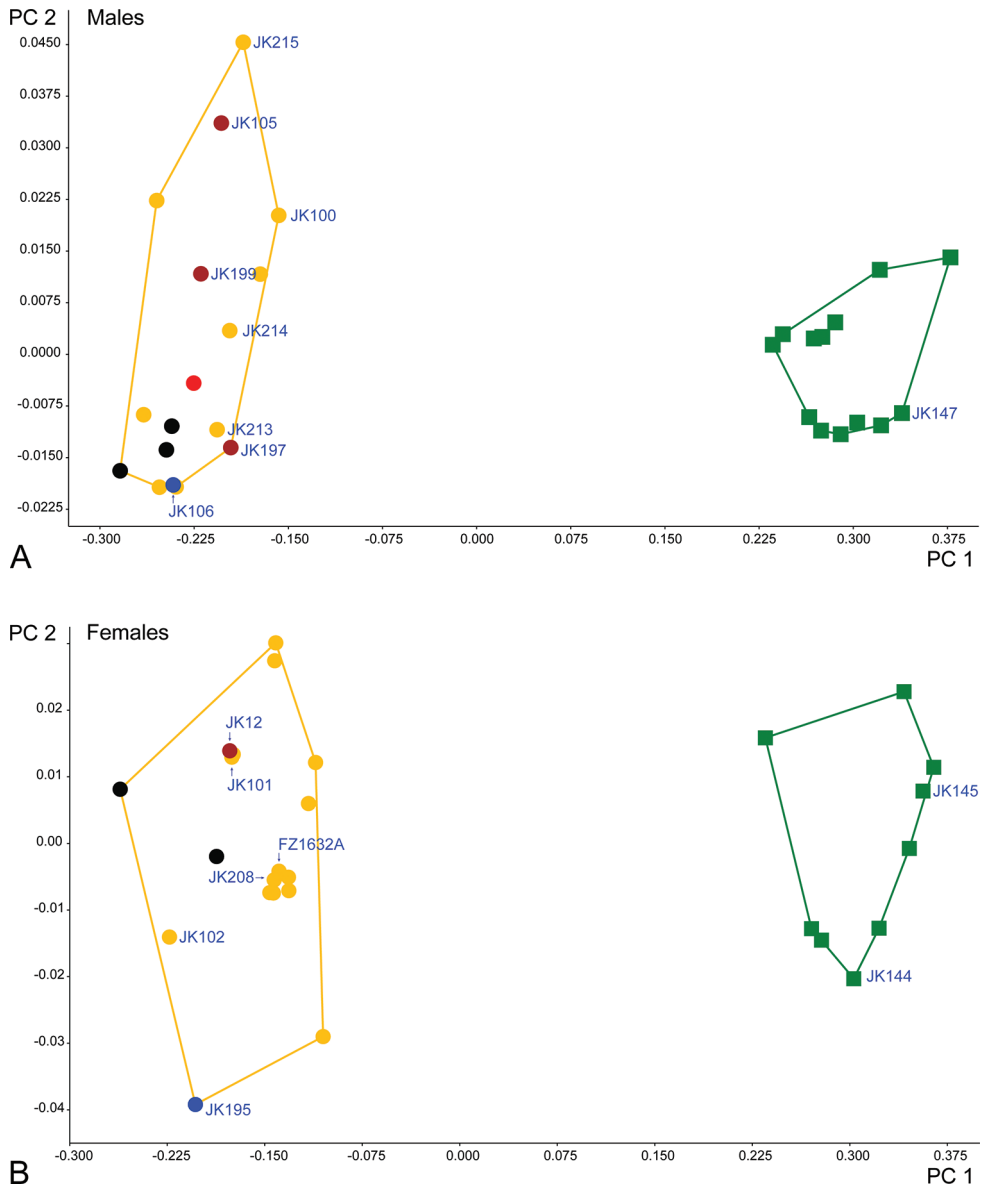 PC 2 Males
0.0450
JK215
0.0375
JK105
0.0300
0.0225
JK100
0.0150
JK199
0.0075
JK214
0.0000
-0.0075
JK147
JK213
JK197
-0.0150
-0.0225
JK106
-0.300 -0.225 -0.150 -0.075 0.000 0.075 0.150 0.225 0.300 0.375
A
PC 1
PC 2 Females
0.02
JK12
0.01
JK101
JK145
0.00
FZ1632A
JK208
-0.01
JK102
-0.02
JK144
-0.03
-0.04
JK195
-0.300 -0.225 -0.150 -0.075 0.000 0.075 0.150 0.225 0.300 0.375
B
PC 1